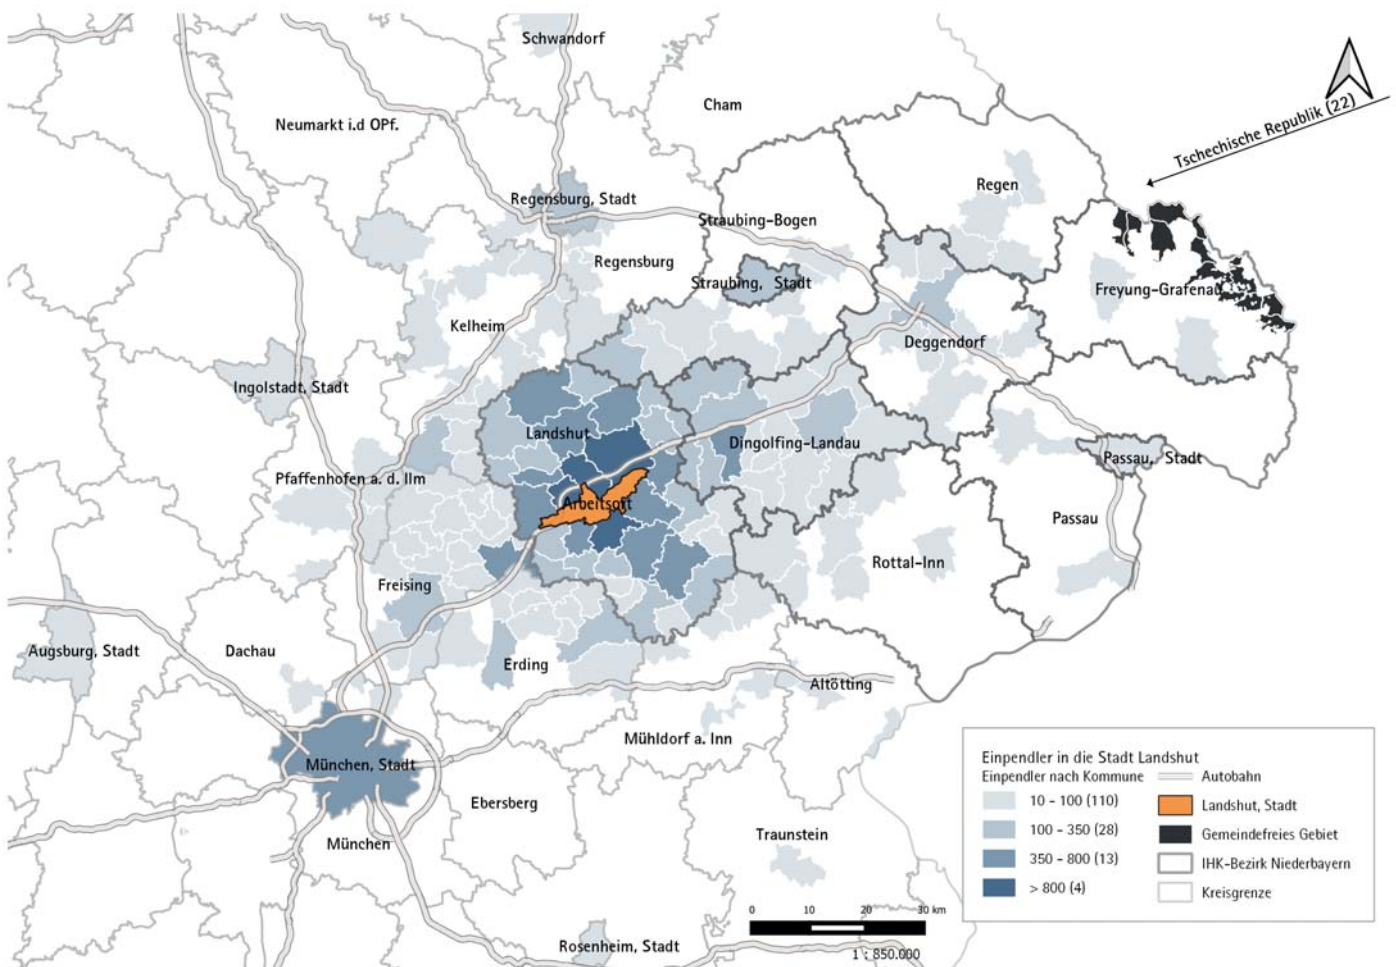 Schwandorf
Cham
Neumarkt i.d OPf.
Tschechische Republik (22)
Regen
Regensburg, Stadt
Straubing-Bogen
Regensburg
Straubing, Stadt
Freyung-Grafenau
Kelheim
Deggendorf
Ingolstadt, Stadt
Landshut
Dingolfing-Landau
Passau, Stadt
Pfaffenhofen a. d. Ilm
Arbeitsort
Passau
Rottal-Inn
Freising
Augsburg, Stadt
Dachau
Erding
Altötting
Mühldorf a. Inn
München, Stadt
Ebersberg
München
Traunstein
Rosenheim, Stadt
Einpendler in die Stadt Landshut
Einpendler nach Kommune
10 - 100 (110)
100 - 350 (28)
350 - 800 (13)
> 800 (4)
Autobahn
Landshut, Stadt
Gemeindefreies Gebiet
IHK-Bezirk Niederbayern
Kreisgrenze
0 10 20 30 km
1 : 850.000